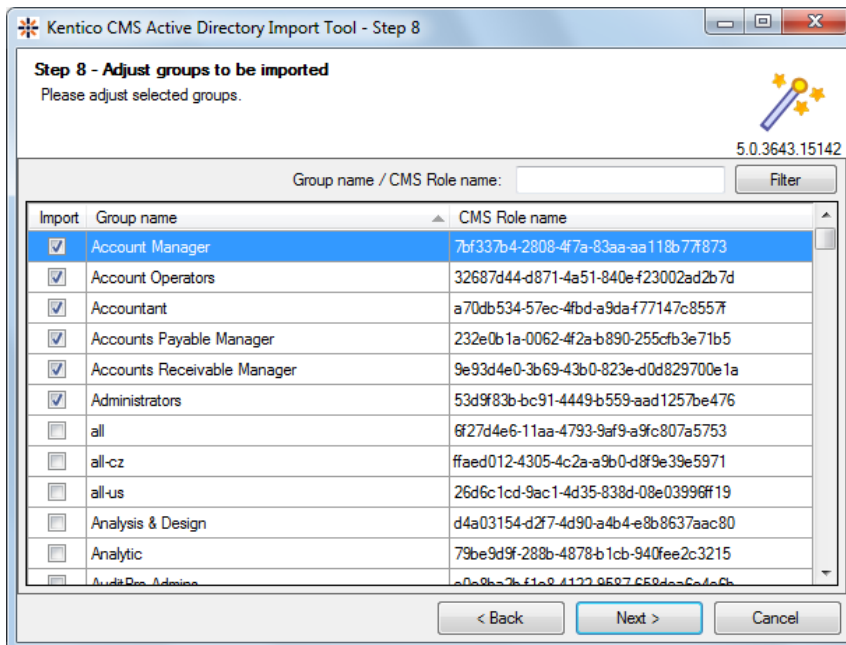 Kentico CMS Active Directory Import Tool - Step 8
Step 8 - Adjust groups to be imported
Please adjust selected groups.
5.0.3643.15142
Group name / CMS Role name: Filter
Import Group name CMS Role name
Account Manager 7bf337b4-2808-4f7a-83aa-aa118b77f873
Account Operators 32687d44-d871-4a51-840e-f23002ad2b7d
Accountant a70db534-57ec-4fbd-a9da-f77147c8557f
Accounts Payable Manager 232e0b1a-0062-4f2a-b890-255cfb3e71b5
Accounts Receivable Manager 9e93d4e0-3b69-43b0-823e-d0d829700e1a
Administrators 53d9f83b-bc91-4449-b559-aad1257be476
all 6f27d4e6-11aa-4793-9af9-a9fc807a5753
all-cz ffaed012-4305-4c2a-a9b0-d8f9e39e5971
all-us 26d6c1cd-9ac1-4d35-838d-08e03996ff19
Analysis & Design d4a03154-d2f7-4d90-a4b4-e8b8637aac80
Analytic 79be9d9f-288b-4878-b1cb-940fee2c3215
AuditPro Admins
< Back Next > Cancel